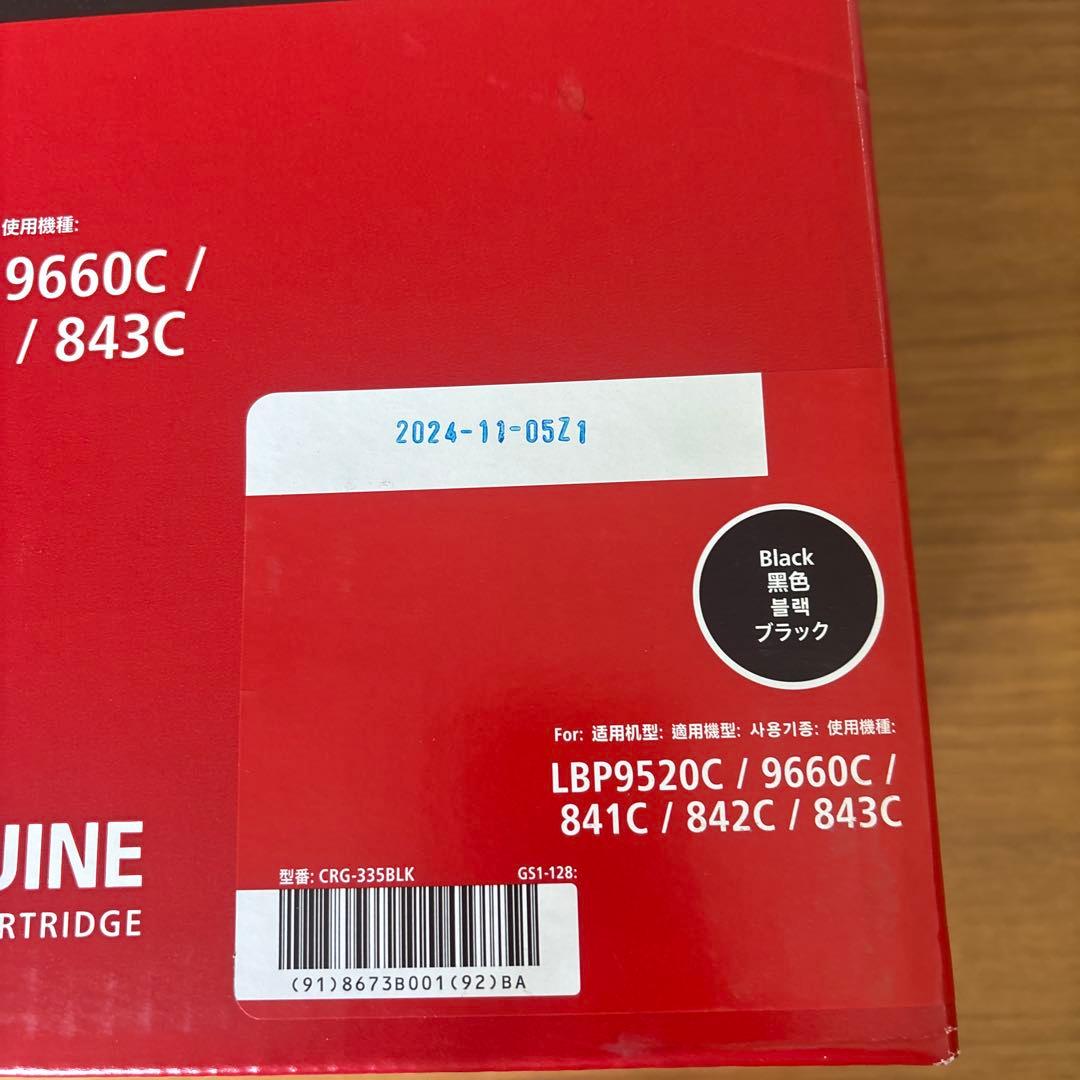 使用機種:
9660C /
/ 843C
2024-11-05Z1
Black
黑色
블랙
ブラック
For: 适用机型: 適用機型: 사용기종: 使用機種:
LBP9520C / 9660C /
841C / 842C / 843C
UINE
RTRIDGE
型番: CRG-335BLK GS1-128:
(91)8673B001(92)BA